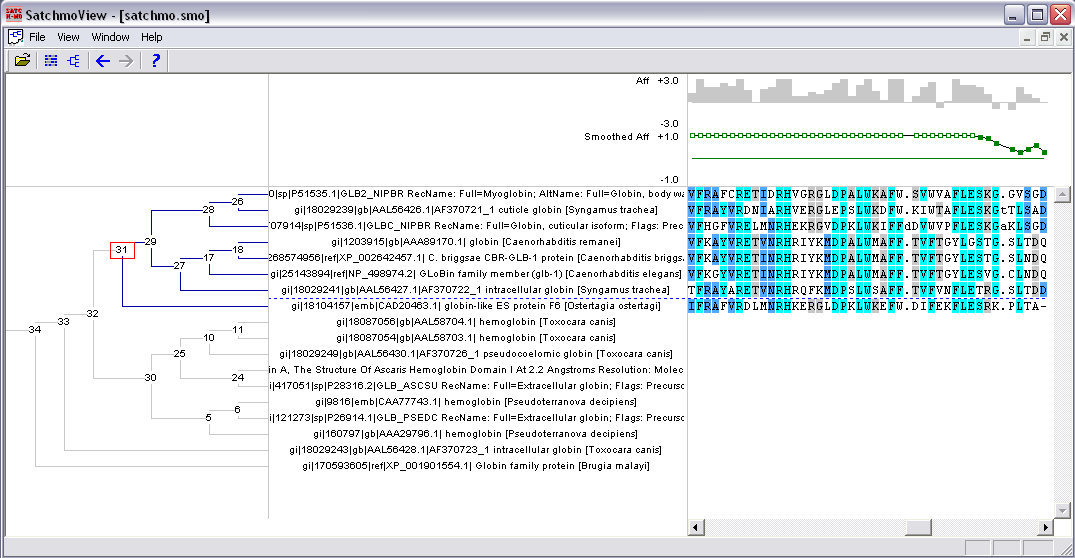 SATC H-MO SatchmoView - [satchmo.smo]
File View Window Help
?
Aff +3.0
-3.0
Smoothed Aff +1.0
-1.0
0|sp|P51535.1|GLB2_NIPBR RecName: Full=Myoglobin; AltName: Full=Globin, body wa VFRAFCRETIDRHVGRGLDPALWKAFW.SVWVAFLESKG.GVSGD
26
28 gi|18029239|gb|AAL56426.1|AF370721_1 cuticle globin [Syngamus trachea] VFRAYVRDNIARHVERGLEPSLWKDFW.KIWTAFLESKGtTLSAD
'07914|sp|P51536.1|GLBC_NIPBR RecName: Full=Globin, cuticular isoform; Flags: Prec VFHGFVRELMNRHEKRGLDPKLWKIFFdDVWVPFLESKGaKLSGD
29 gi|1203915|gb|AAA89170.1| globin [Caenorhabditis remanei] VFKAYVRETVNRHRIYKMDPALWMAFF.TVFTGYLGSTG.SLTDQ
31 18
17 268574956|ref|XP_002642457.1| C. briggsae CBR-GLB-1 protein [Caenorhabditis briggs. VFKAYVRETVNRHRIYKMDPALWMAFF.TVFTGYLESTG.CLNDQ
27 gi|25143894|ref|NP_498974.2| GLoBin family member (glb-1) [Caenorhabditis elegans] VFKGYVRETVNRHRIYKMDPALWMAFF.TVFTGYLESVG.CLNDQ
gi|18029241|gb|AAL56427.1|AF370722_1 intracellular globin [Syngamus trachea] TFRAYARETVNRHRQFKMDPSLWSAFF.TVFVNFLETRG.SLTDD
gi|18104157|emb|CAD20463.1| globin-like ES protein F6 [Ostertagia ostertagi] IFRAFVRDLMNRHKERGLDPKLWKEFW.DIFEKFLESRK.PLTA-
32
33 gi|18087056|gb|AAL58704.1| hemoglobin [Toxocara canis]
34 11
10 gi|18087054|gb|AAL58703.1| hemoglobin [Toxocara canis]
25 gi|18029249|gb|AAL56430.1|AF370726_1 pseudocoelomic globin [Toxocara canis]
in A, The Structure Of Ascaris Hemoglobin Domain I At 2.2 Angstroms Resolution: Molec
30 24
i|417051|sp|P28316.2|GLB_ASCSU RecName: Full=Extracellular globin; Flags: Precurso
gi|9816|emb|CAA77743.1| hemoglobin [Pseudoterranova decipiens]
6
5 i|121273|sp|P26914.1|GLB_PSEDC RecName: Full=Extracellular globin; Flags: Precurso
gi|160797|gb|AAA29796.1| hemoglobin [Pseudoterranova decipiens]
gi|18029243|gb|AAL56428.1|AF370723_1 intracellular globin [Toxocara canis]
gi|170593605|ref|XP_001901554.1| Globin family protein [Brugia malayi]